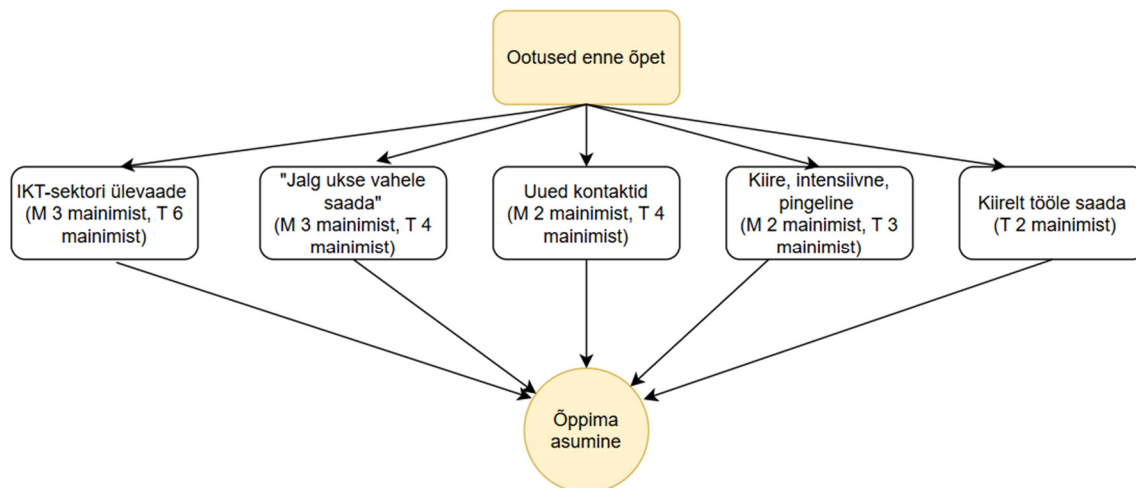 Ootused enne õpet
IKT-sektori ülevaade
(M 3 mainimist, T 6
mainimist)
"Jalg ukse vahele
saada"
(M 3 mainimist, T 4
mainimist)
Uued kontaktid
(M 2 mainimist, T 4
mainimist)
Kiire, intensiivne,
pingeline
(M 2 mainimist, T 3
mainimist)
Kiirelt tööle saada
(T 2 mainimist)
Õppima
asumine